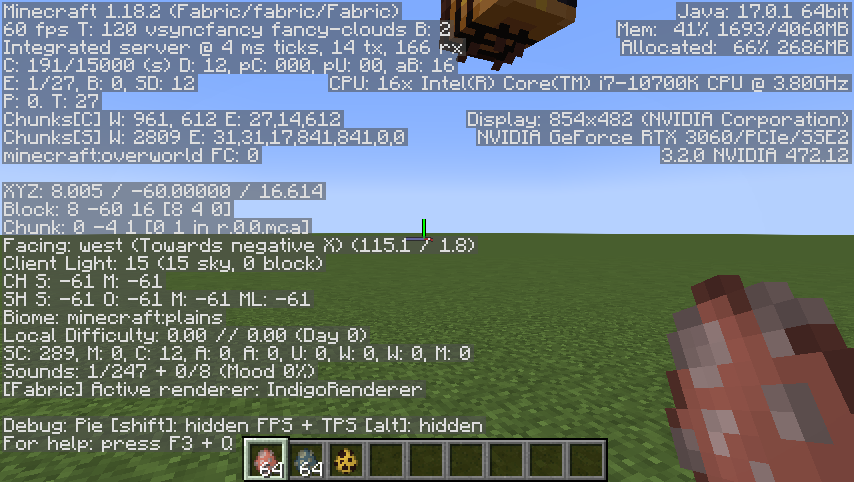 Minecraft 1.18.2 (Fabric/fabric/Fabric)
60 fps T: 120 vsyncfancy fancy-clouds B: 2
Integrated server @ 4 ms ticks, 14 tx, 166 rx
C: 191/15000 (s) D: 12, pC: 000, pU: 00, aB: 16
E: 1/27, B: 0, SD: 12
P: 0. T: 27
Chunks[C] W: 961, 612 E: 27,14,612
Chunks[S] W: 2809 E: 31,31,17,841,841,0,0
minecraft:overworld FC: 0
XYZ: 8.005 / -60.00000 / 16.614
Block: 8 -60 16 [8 4 0]
Chunk: 0 -4 1 [0 1 in r.0.0.mca]
Facing: west (Towards negative X) (115.1 / 1.8)
Client Light: 15 (15 sky, 0 block)
CH S: -61 M: -61
SH S: -61 O: -61 M: -61 ML: -61
Biome: minecraft:plains
Local Difficulty: 0.00 // 0.00 (Day 0)
SC: 289, M: 0, C: 12, A: 0, A: 0, U: 0, W: 0, W: 0, M: 0
Sounds: 1/247 + 0/8 (Mood 0%)
[Fabric] Active renderer: IndigoRenderer
Debug: Pie [shift]: hidden FPS + TPS [alt]: hidden
For help: press F3 + Q
Java: 17.0.1 64bit
Mem: 41% 1693/4060MB
Allocated: 66% 2686MB
CPU: 16x Intel(R) Core(TM) i7-10700K CPU @ 3.80GHz
Display: 854x482 (NVIDIA Corporation)
NVIDIA GeForce RTX 3060/PCIe/SSE2
3.2.0 NVIDIA 472.12
64
64